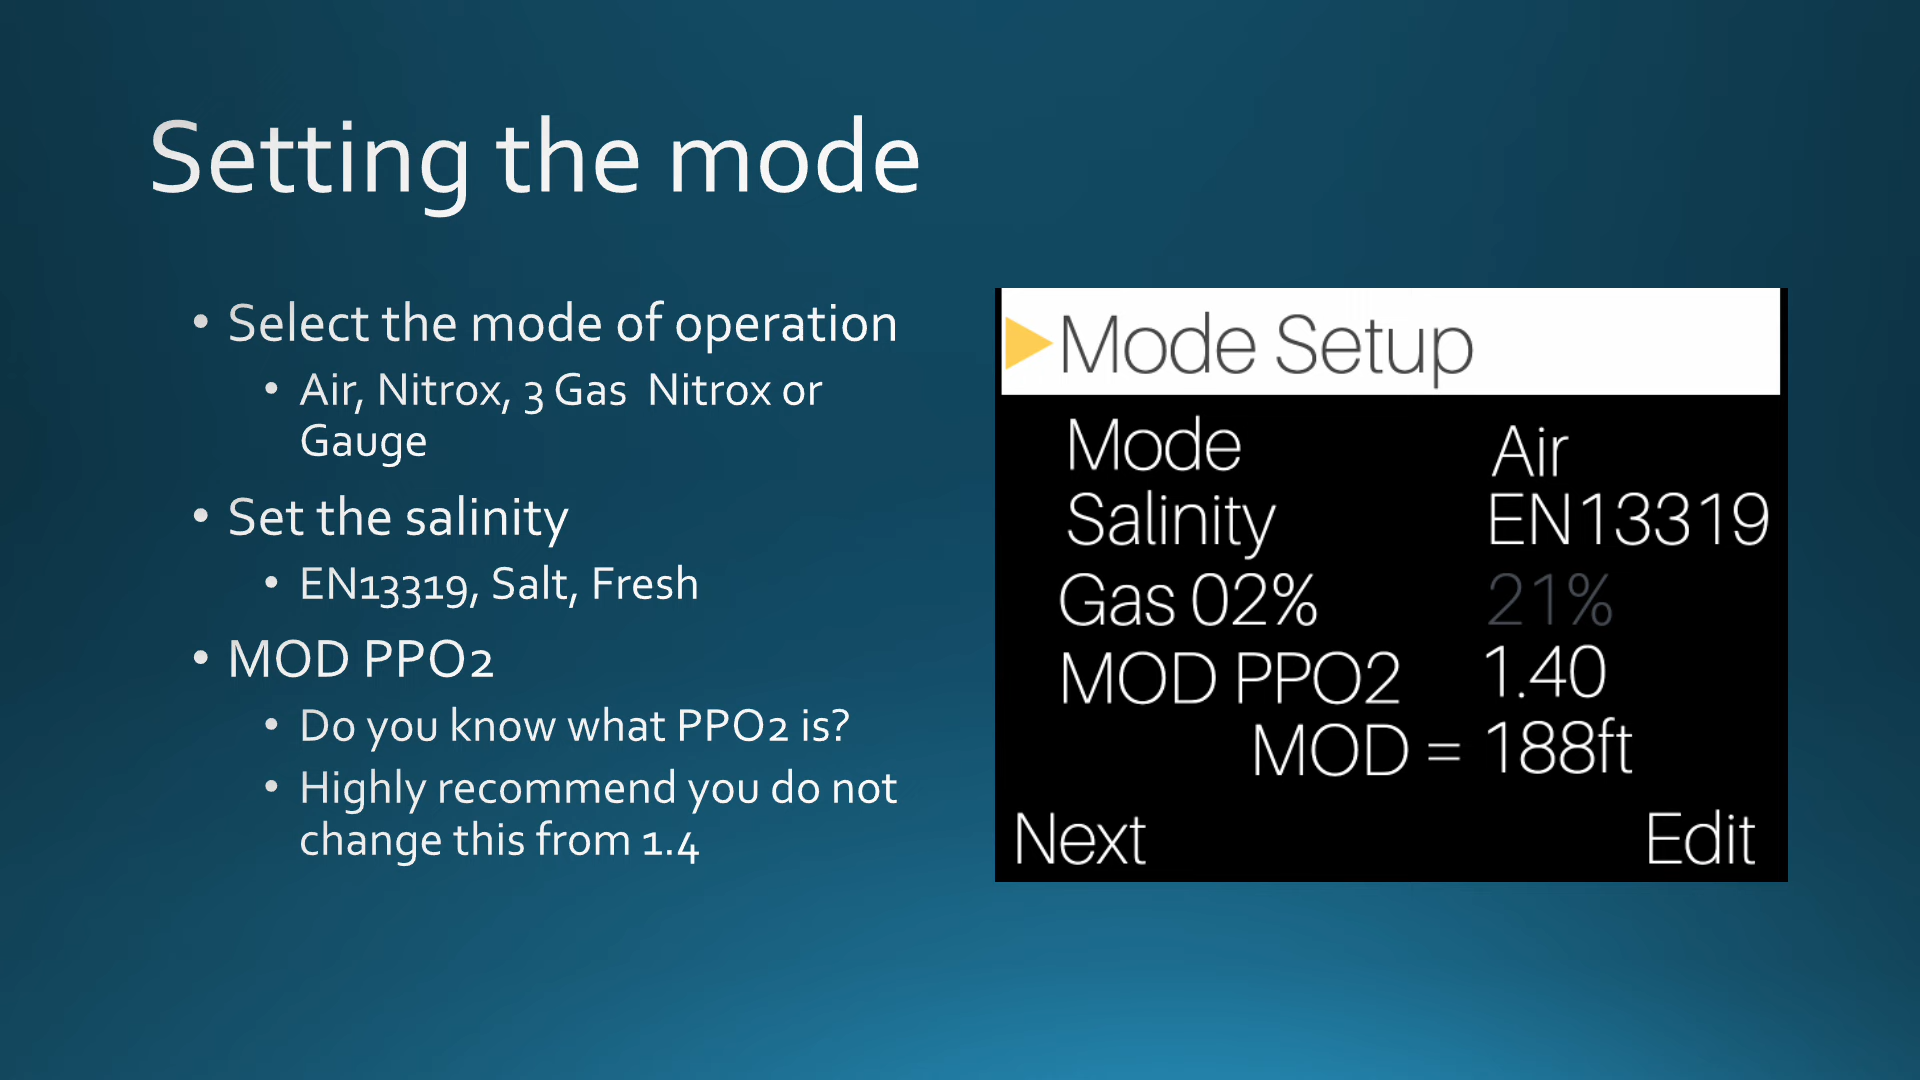 Setting the mode
• Select the mode of operation
• Air, Nitrox, 3 Gas  Nitrox or
Gauge
• Set the salinity
• EN13319, Salt, Fresh
• MOD PPO2
• Do you know what PPO2 is?
• Highly recommend you do not
change this from 1.4
Mode Setup
Mode Air
Salinity EN13319
Gas 02% 21%
MOD PPO2 1.40
MOD = 188ft
Next Edit